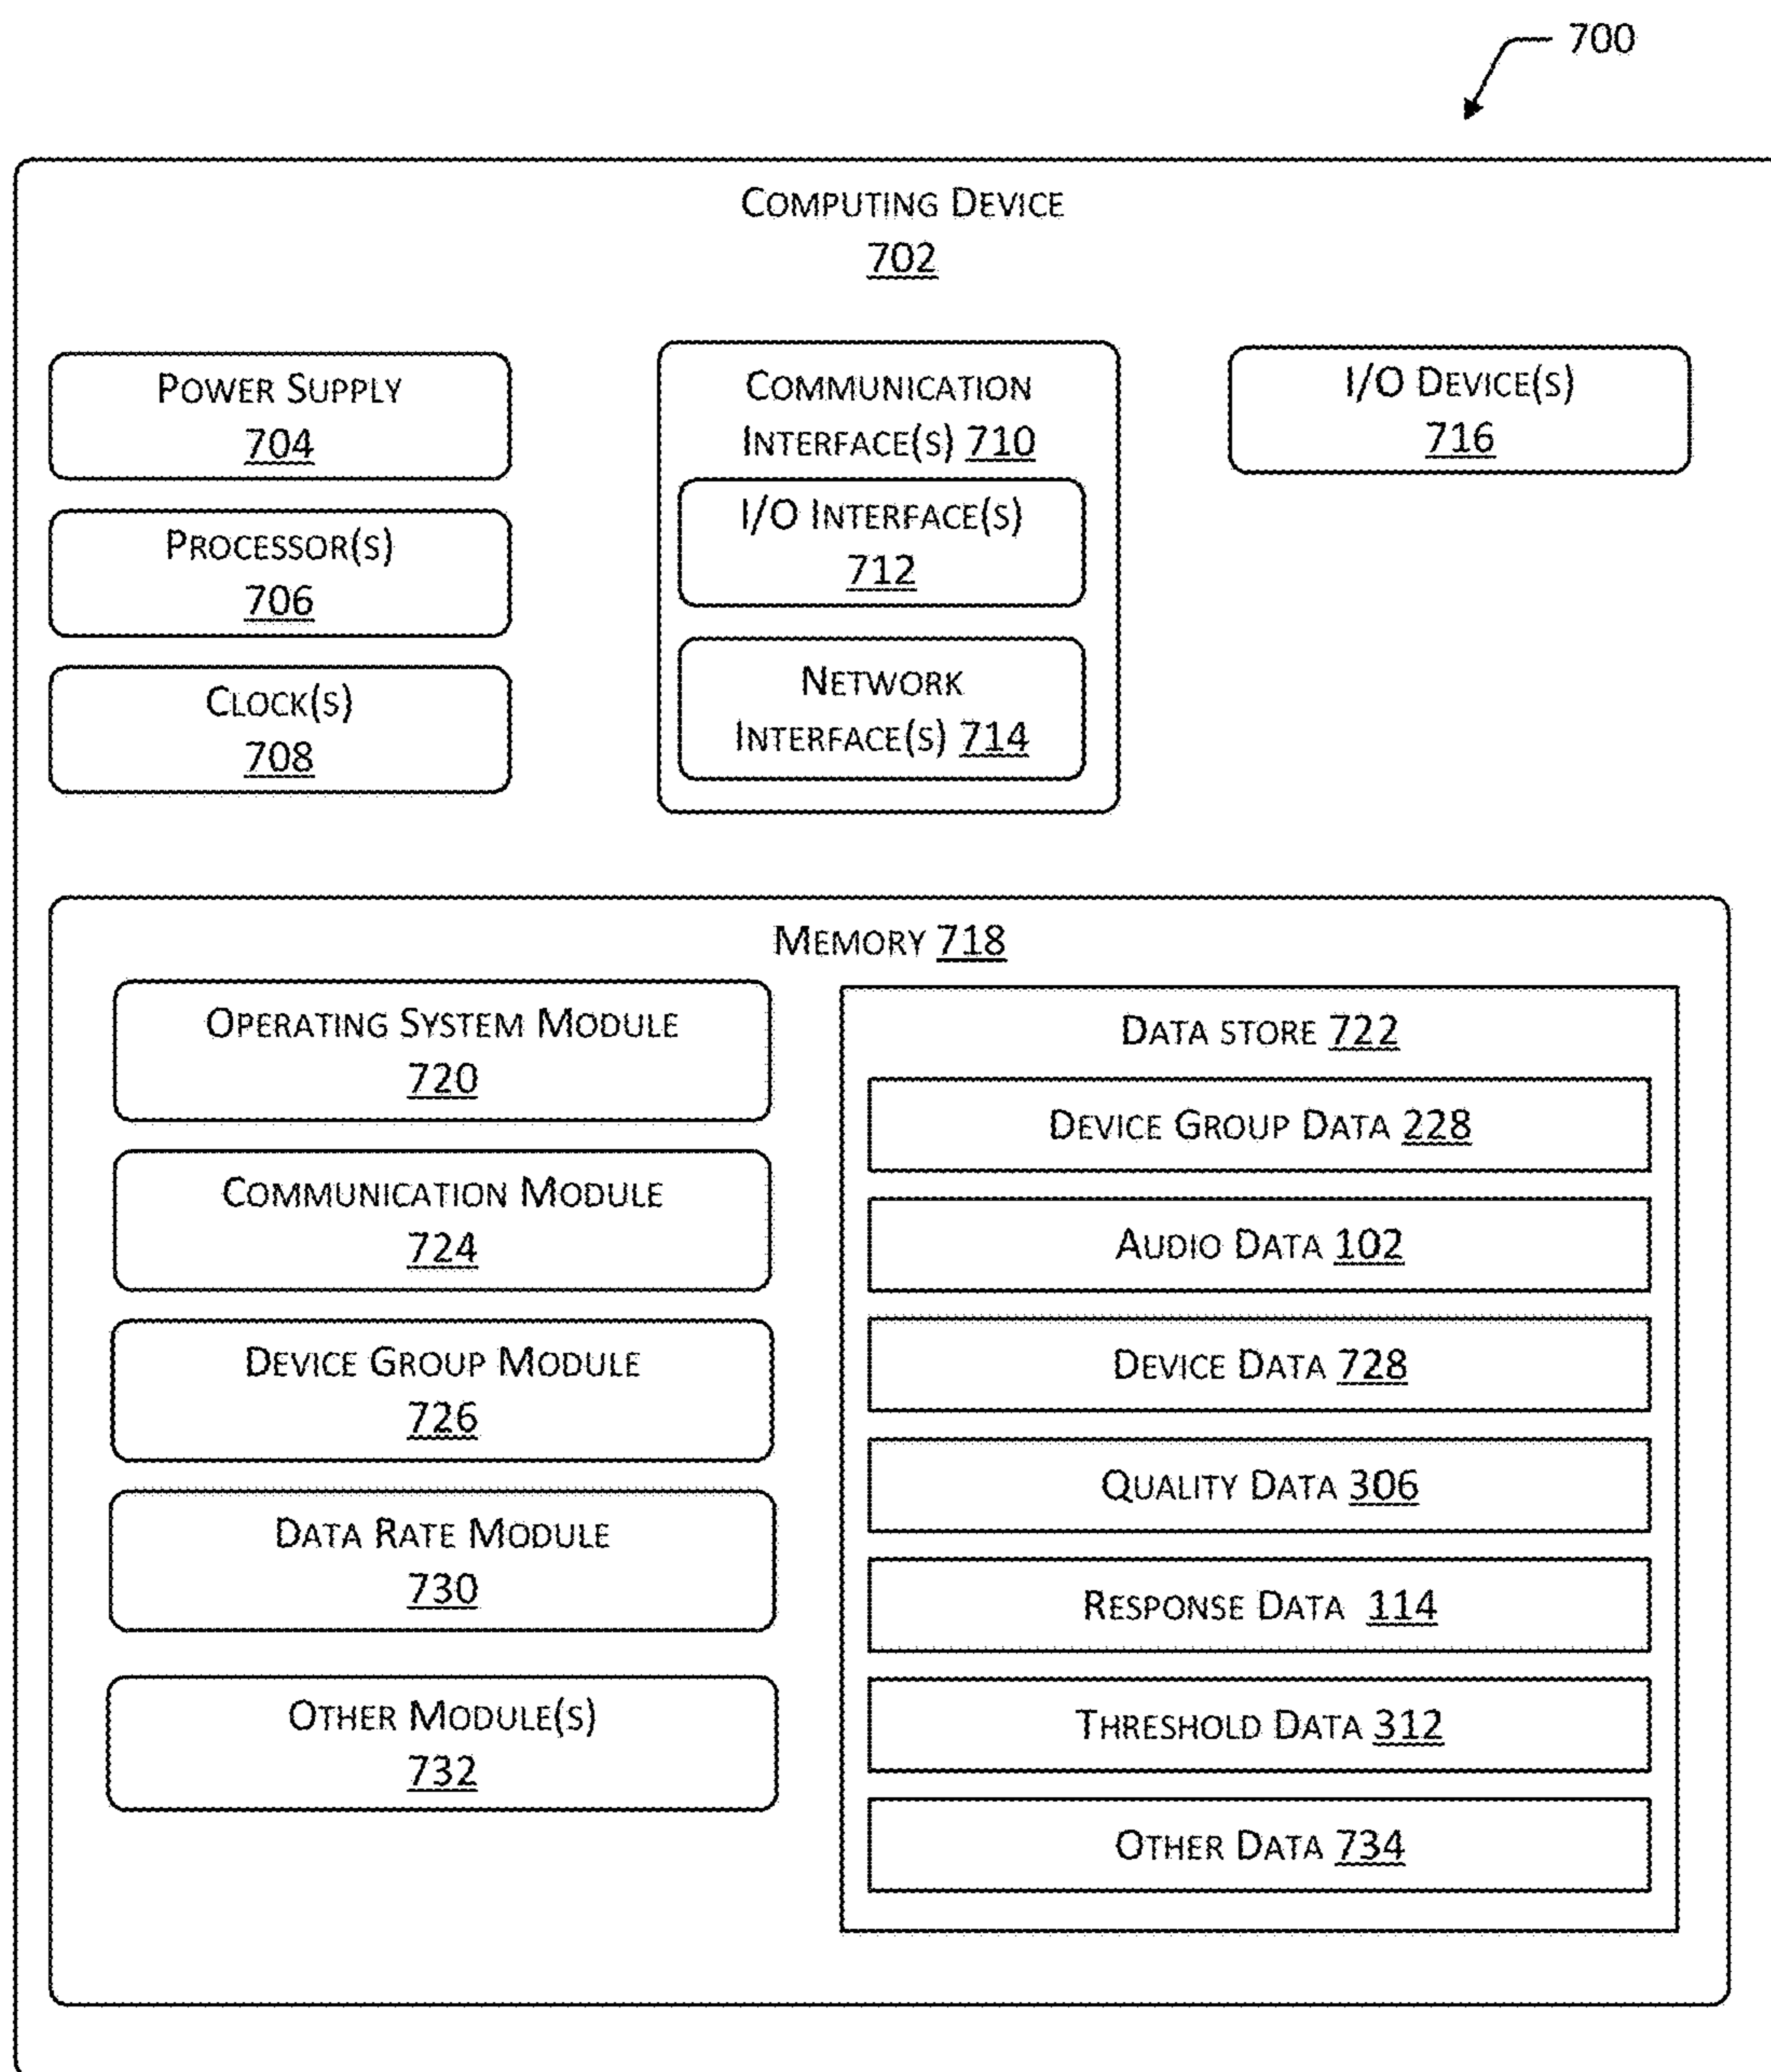 700
COMPUTING DEVICE
702
POWER SUPPLY
704
PROCESSOR(S)
706
CLOCK(S)
708
COMMUNICATION
INTERFACE(S) 710
I/O INTERFACE(S)
712
NETWORK
INTERFACE(S) 714
I/O DEVICE(S)
716
MEMORY 718
OPERATING SYSTEM MODULE
720
COMMUNICATION MODULE
724
DEVICE GROUP MODULE
726
DATA RATE MODULE
730
OTHER MODULE(S)
732
DATA STORE 722
DEVICE GROUP DATA 228
AUDIO DATA 102
DEVICE DATA 728
QUALITY DATA 306
RESPONSE DATA 114
THRESHOLD DATA 312
OTHER DATA 734